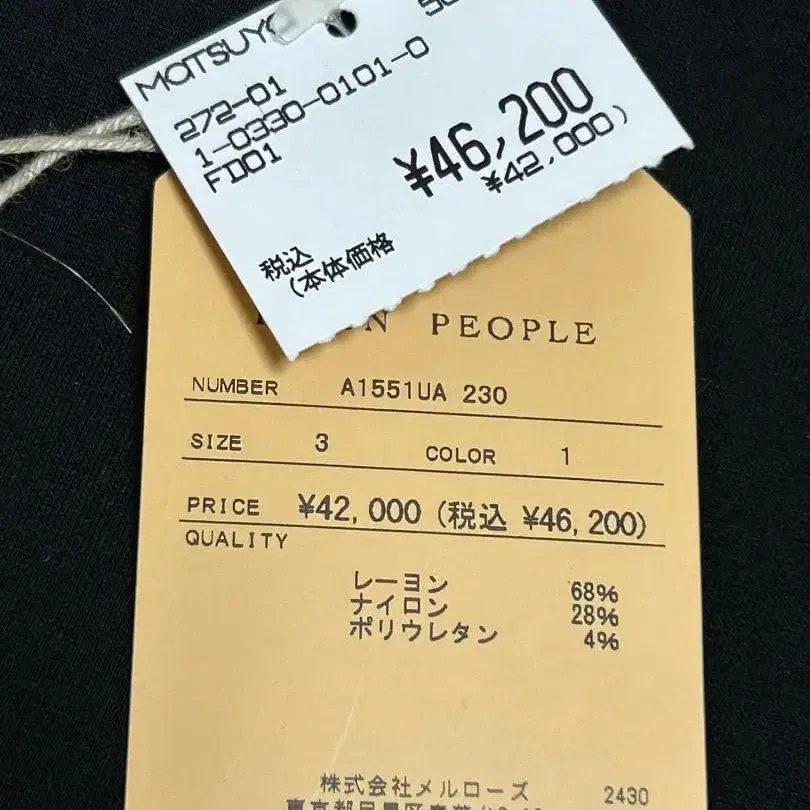 272-01
1-0330-0101-0
FD01
¥46,200
¥42,000)
税込
(本体価格
PEOPLE
NUMBER A1551UA 230
SIZE 3 COLOR 1
PRICE ¥42,000 (税込 ¥46,200)
QUALITY
レーヨン 68%
ナイロン 28%
ポリウレタン 4%
株式会社メルローズ 2430